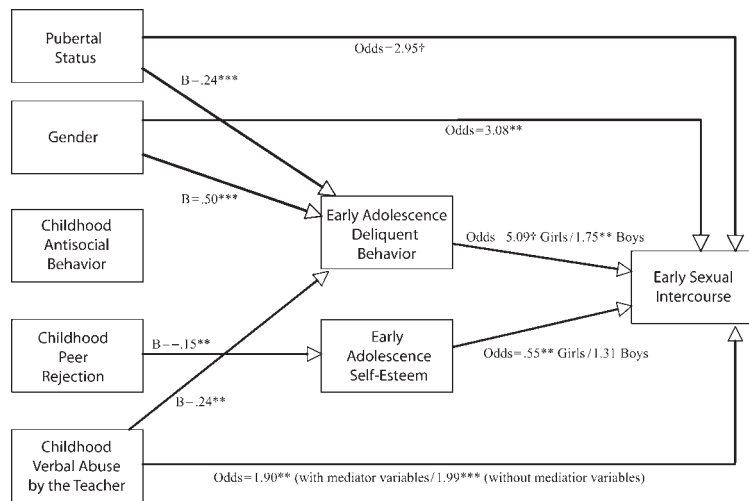 Pubertal
Status
Odds=2.95†
B=.24***
Gender
Odds=3.08**
B=.50***
Childhood
Antisocial
Behavior
Early Adolescence
Deliquent
Behavior
Odds 5.09† Girls/1.75** Boys
Early Sexual
Intercourse
Childhood
Peer
Rejection
B=-.15**
Early
Adolescence
Self-Esteem
Odds=.55** Girls/1.31 Boys
B=.24**
Childhood
Verbal Abuse
by the Teacher
Odds=1.90** (with mediator variables/1.99*** (without mediatior variables)